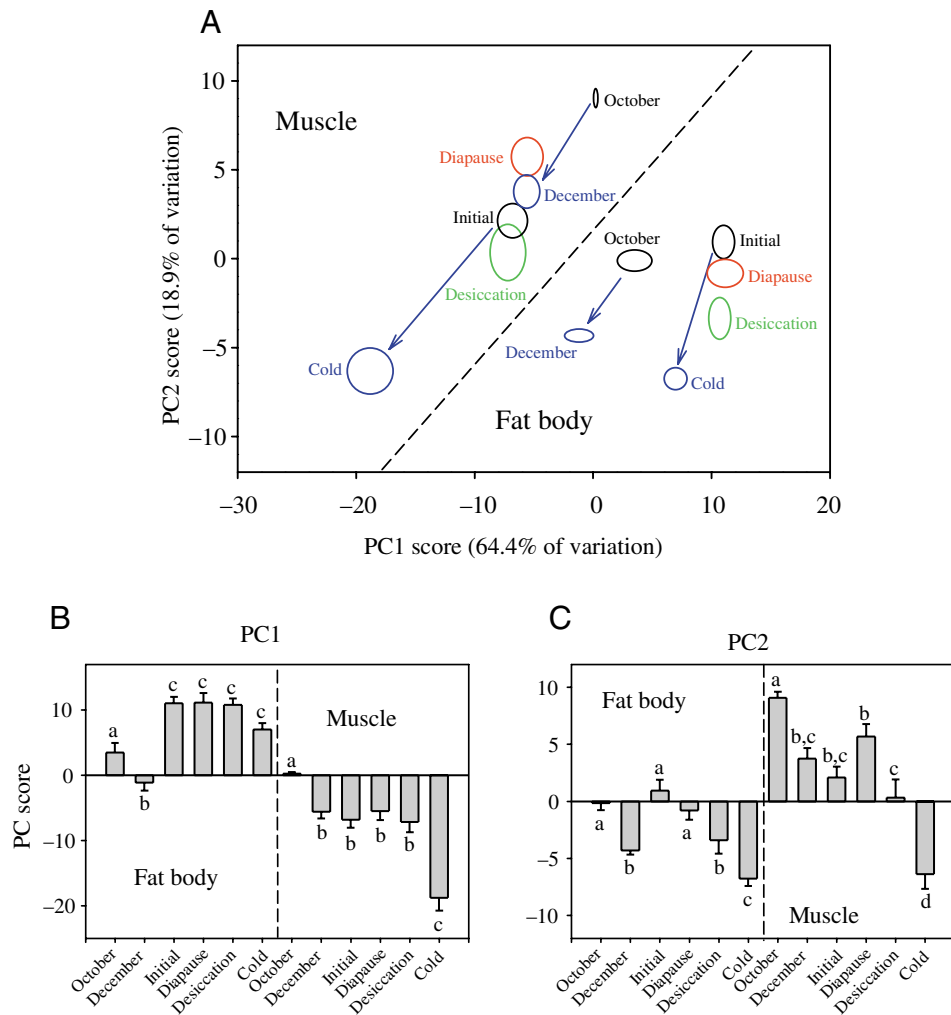 A
PC2 score (18.9% of variation)
10
5
0
−5
−10
Muscle
October
Diapause
December
Initial
Desiccation
Cold
October
Initial
Diapause
December
Desiccation
Cold
Fat body
−30
−20
−10
0
10
20
PC1 score (64.4% of variation)
B
PC1
PC score
10
0
−10
−20
a
b
c
c
c
c
a
b
b
b
b
c
Muscle
Fat body
October
December
Initial
Diapause
Desiccation
Cold
October
December
Initial
Diapause
Desiccation
Cold
C
PC2
10
5
0
−5
−10
Fat body
a
b
a
a
b
c
a
b,c
b,c
b
c
d
Muscle
October
December
Initial
Diapause
Desiccation
Cold
October
December
Initial
Diapause
Desiccation
Cold